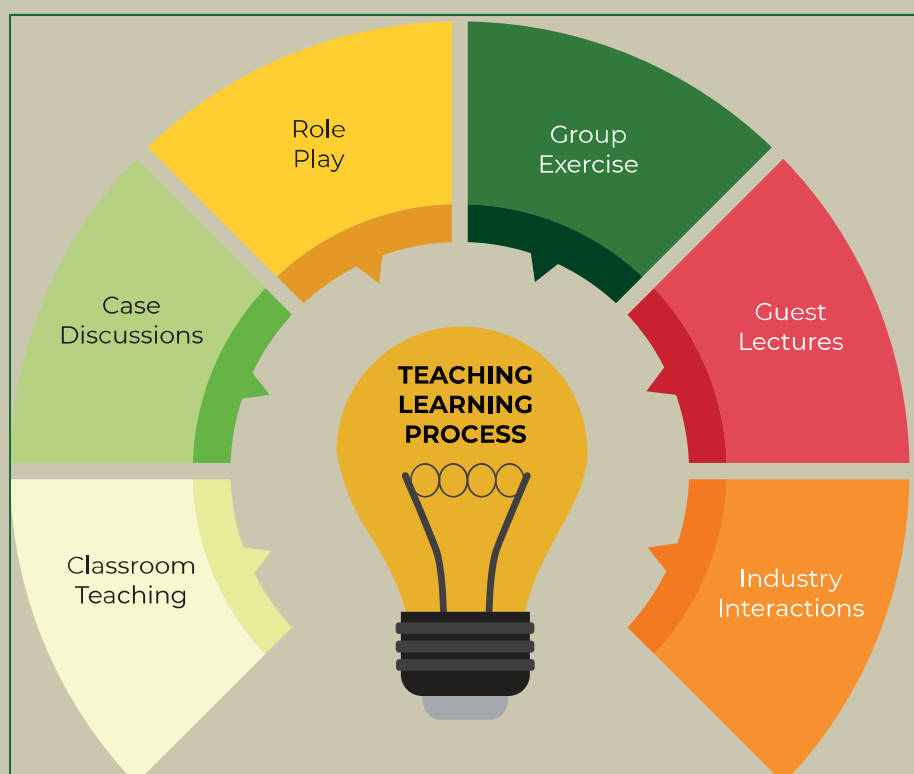 Role
Play
Group
Exercise
Case
Discussions
Guest
Lectures
TEACHING
LEARNING
PROCESS
Classroom
Teaching
Industry
Interactions